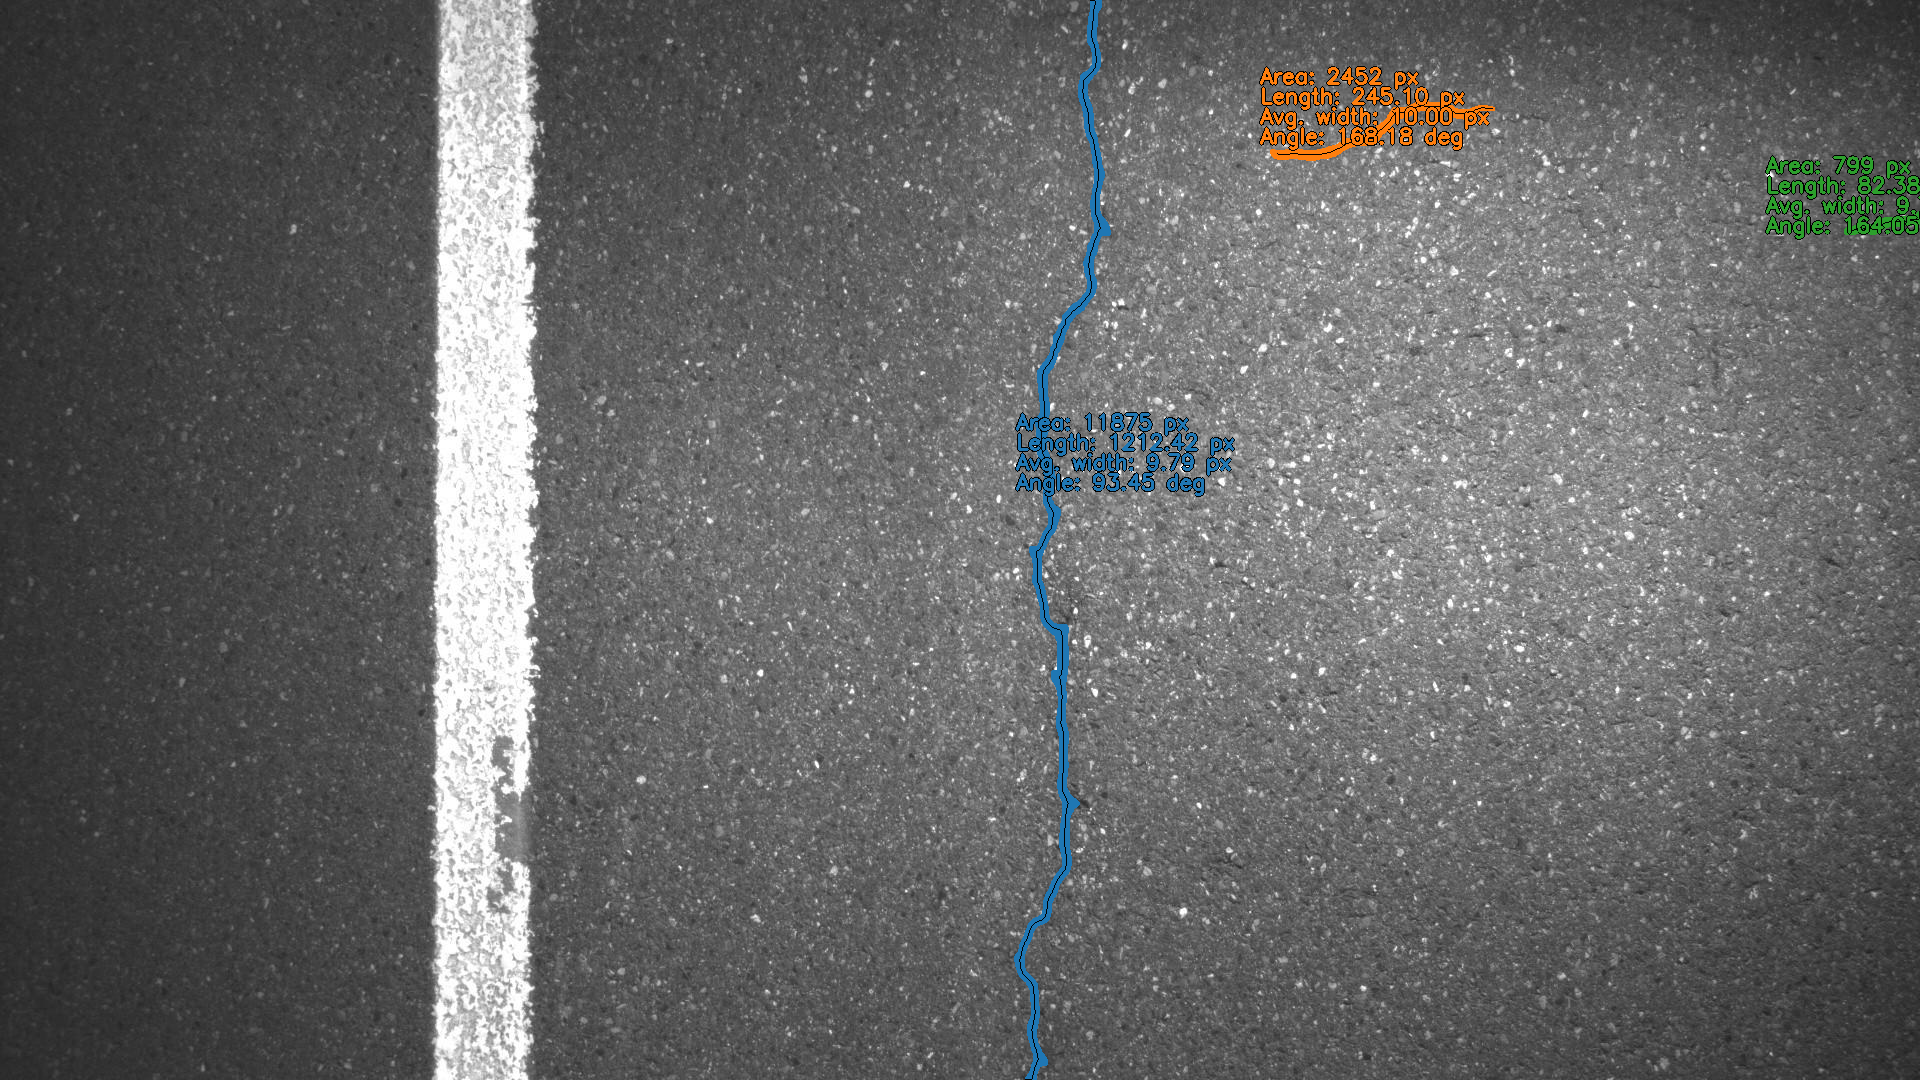 Area: 2452 px
Length: 245.10 px
Avg. width: 10.00 px
Angle: 168.18 deg
Area: 799 px
Length: 82.38
Avg. width: 9.
Angle: 164.05
Area: 11875 px
Length: 1212.42 px
Avg. width: 9.79 px
Angle: 93.45 deg